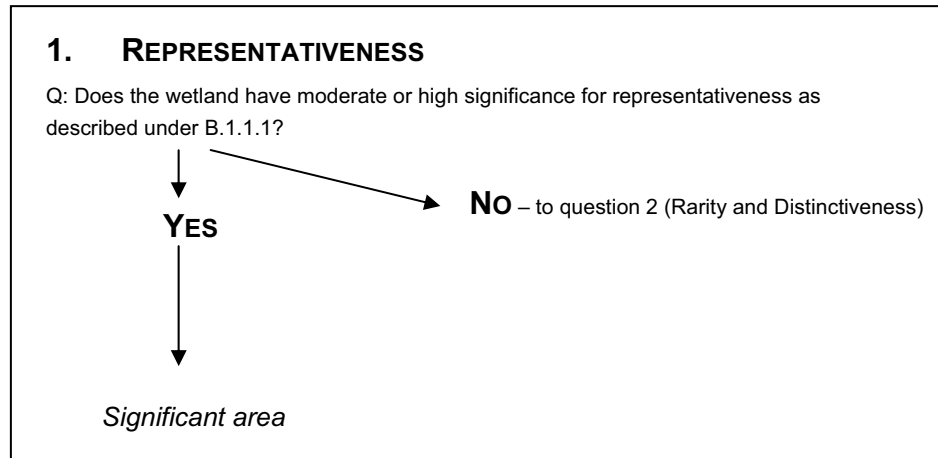 1. REPRESENTATIVENESS
Q: Does the wetland have moderate or high significance for representativeness as
described under B.1.1.1?
NO – to question 2 (Rarity and Distinctiveness)
YES
Significant area